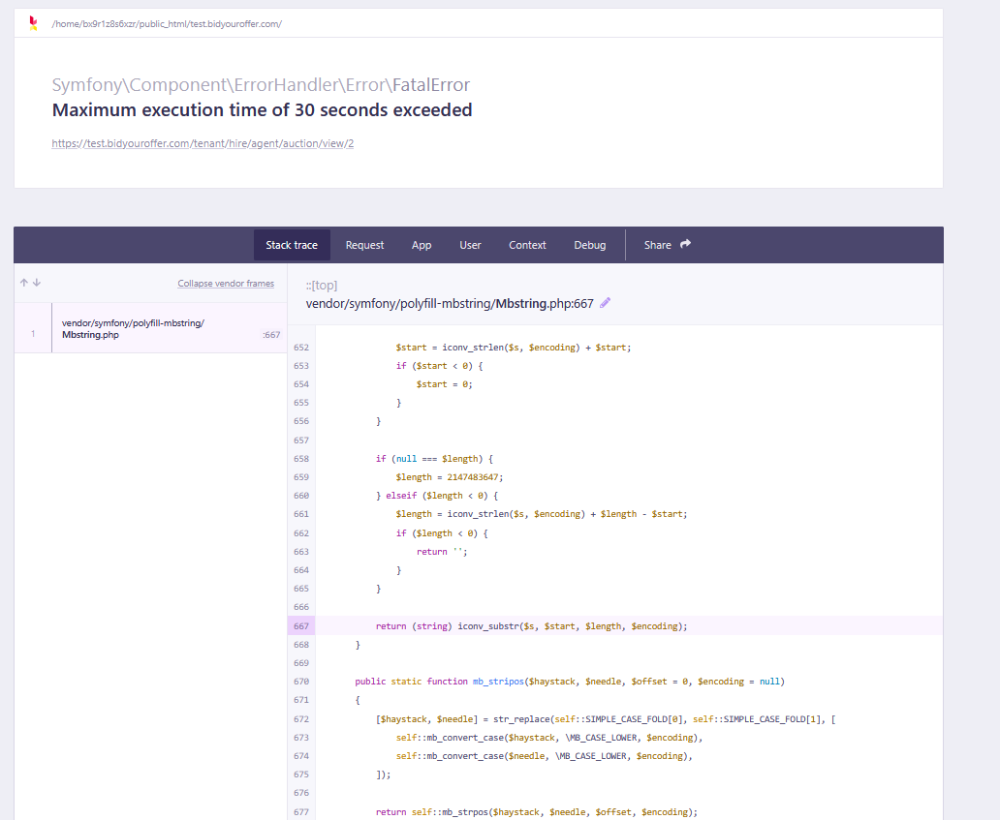 /home/bx9r1z8s6xzr/public_html/test.bidyouroffer.com/
Symfony\Component\ErrorHandler\Error\FatalError
Maximum execution time of 30 seconds exceeded
https://test.bidyouroffer.com/tenant/hire/agent/auction/view/2
Stack trace Request App User Context Debug Share
Collapse vendor frames
1 vendor/symfony/polyfill-mbstring/
Mbstring.php :667
::[top]
vendor/symfony/polyfill-mbstring/Mbstring.php:667
652 $start = iconv_strlen($s, $encoding) + $start;
653 if ($start < 0) {
654 $start = 0;
655 }
656 }
657
658 if (null === $length) {
659 $length = 2147483647;
660 } elseif ($length < 0) {
661 $length = iconv_strlen($s, $encoding) + $length - $start;
662 if ($length < 0) {
663 return '';
664 }
665 }
666
667 return (string) iconv_substr($s, $start, $length, $encoding);
668 }
669
670 public static function mb_stripos($haystack, $needle, $offset = 0, $encoding = null)
671 {
672 [$haystack, $needle] = str_replace(self::SIMPLE_CASE_FOLD[0], self::SIMPLE_CASE_FOLD[1], [
673 self::mb_convert_case($haystack, \MB_CASE_LOWER, $encoding),
674 self::mb_convert_case($needle, \MB_CASE_LOWER, $encoding),
675 ]);
676
677 return self::mb_strpos($haystack, $needle, $offset, $encoding);